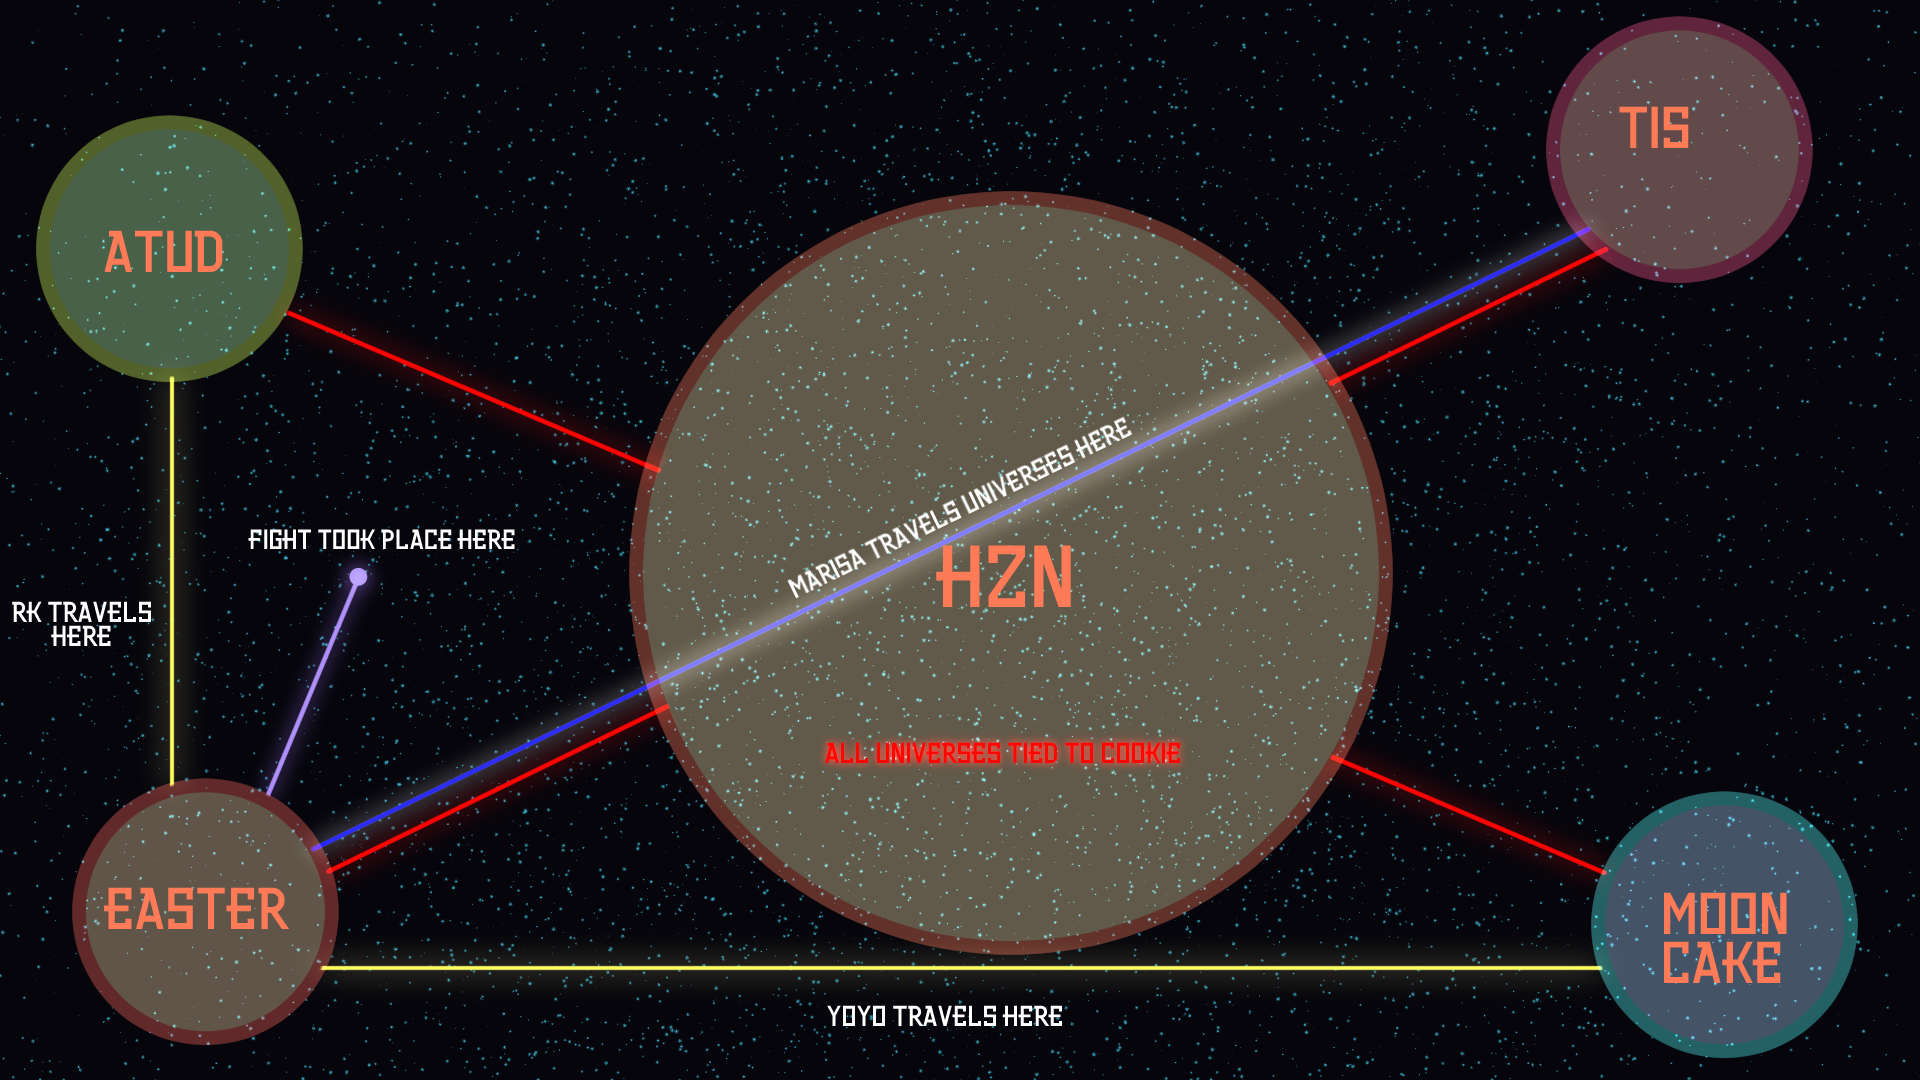 TIS
ATUD
MARISA TRAVELS UNIVERSES HERE
FIGHT TOOK PLACE HERE
HZN
RK TRAVELS
HERE
ALL UNIVERSES TIED TO COOKIE
EASTER
MOON
CAKE
YOYO TRAVELS HERE